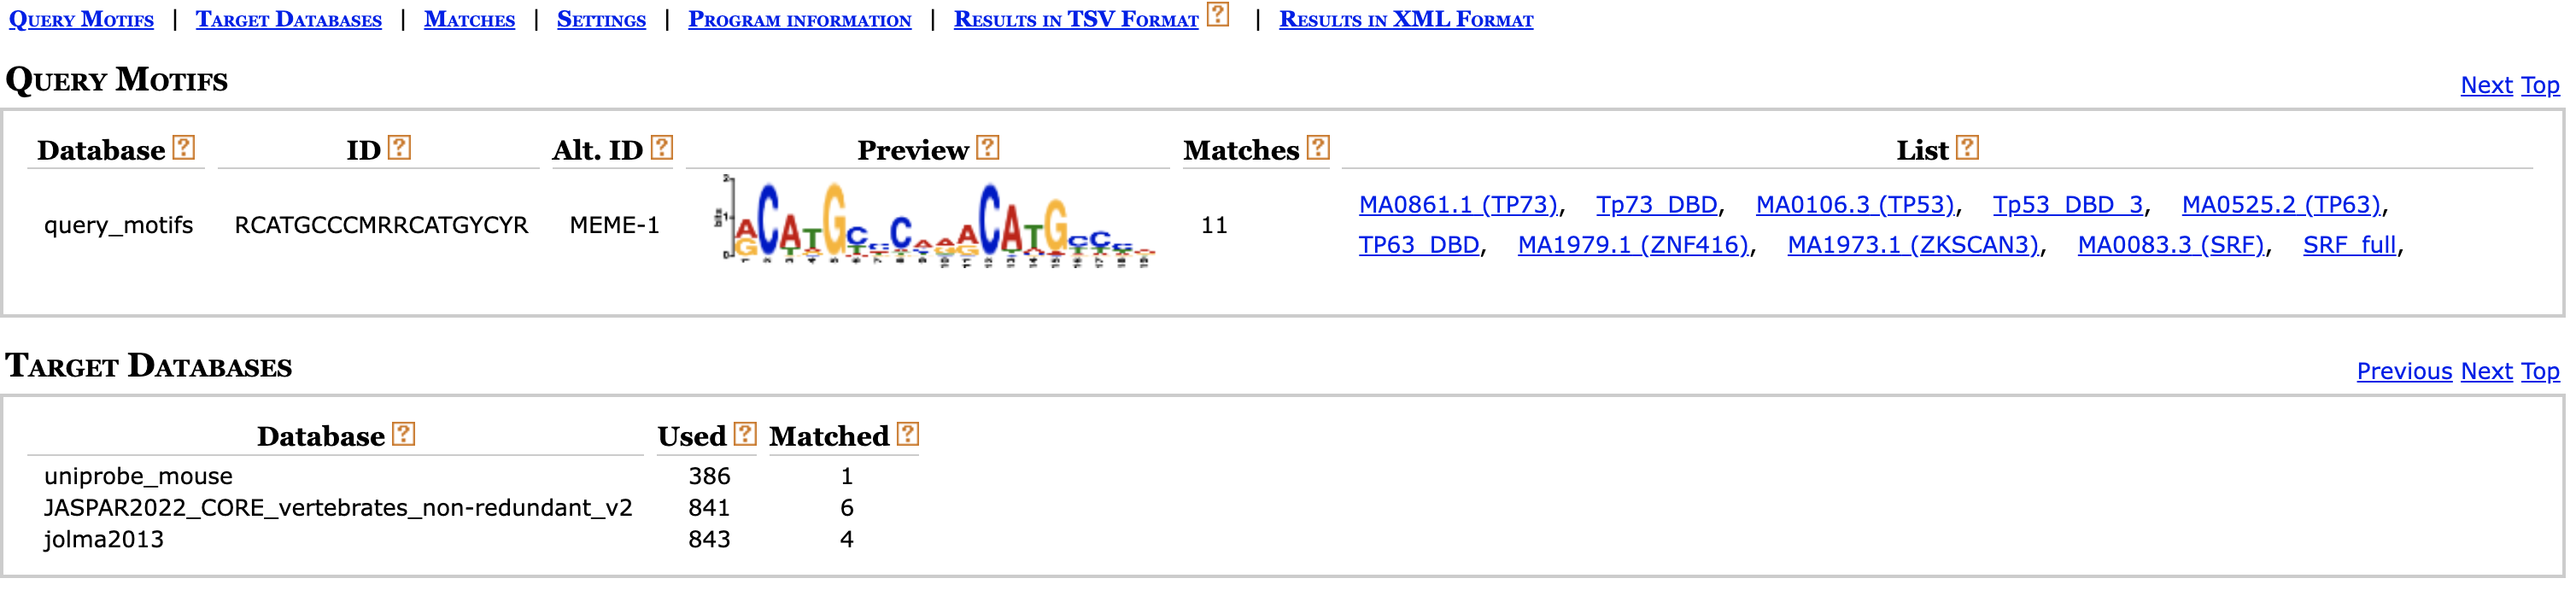 QUERY MOTIFS | TARGET DATABASES | MATCHES | SETTINGS | PROGRAM INFORMATION | RESULTS IN TSV FORMAT ? | RESULTS IN XML FORMAT
QUERY MOTIFS
Next Top
Database ? ID ? Alt. ID ? Preview ? Matches ? List ?
query_motifs RCATGCCCMRRCATGYCYR MEME-1 11 MA0861.1 (TP73), Tp73_DBD, MA0106.3 (TP53), Tp53_DBD_3, MA0525.2 (TP63),
TP63_DBD, MA1979.1 (ZNF416), MA1973.1 (ZKSCAN3), MA0083.3 (SRF), SRF_full,
TARGET DATABASES
Previous Next Top
Database ? Used ? Matched ?
uniprobe_mouse 386 1
JASPAR2022_CORE_vertebrates_non-redundant_v2 841 6
jolma2013 843 4